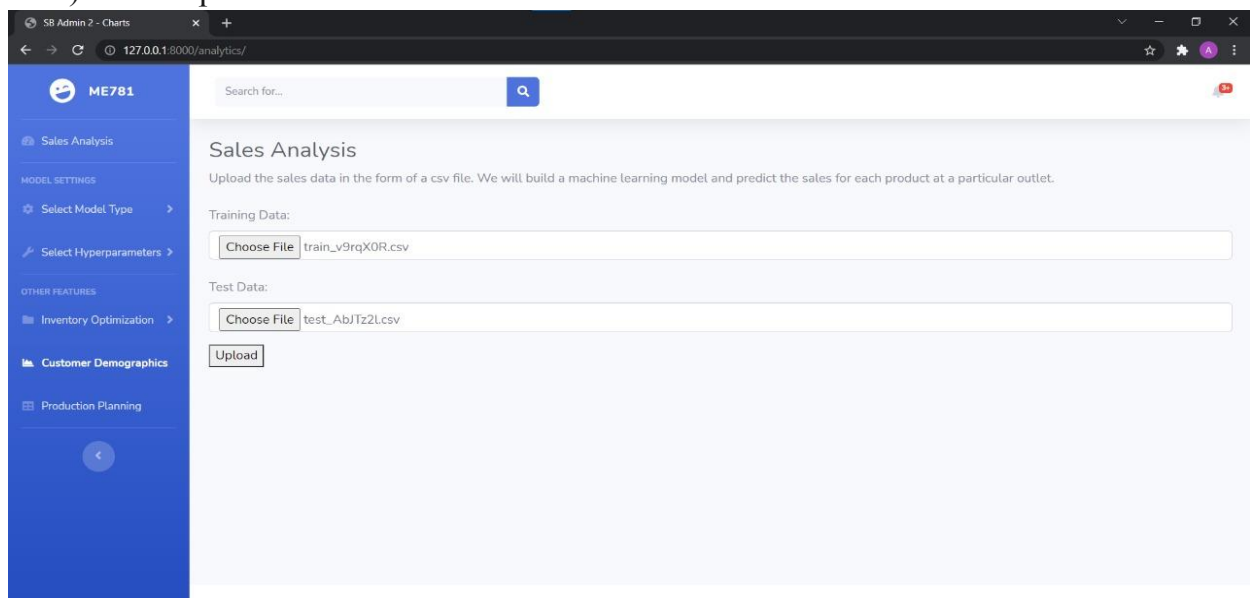 SB Admin 2 - Charts
127.0.0.1:8000/analytics/
A
ME781
Search for...
3+
Sales Analysis
MODEL SETTINGS
Select Model Type
Select Hyperparameters
OTHER FEATURES
Inventory Optimization
Customer Demographics
Production Planning
Sales Analysis
Upload the sales data in the form of a csv file. We will build a machine learning model and predict the sales for each product at a particular outlet.
Training Data:
Choose File train_v9rqX0R.csv
Test Data:
Choose File test_AbJTz2l.csv
Upload